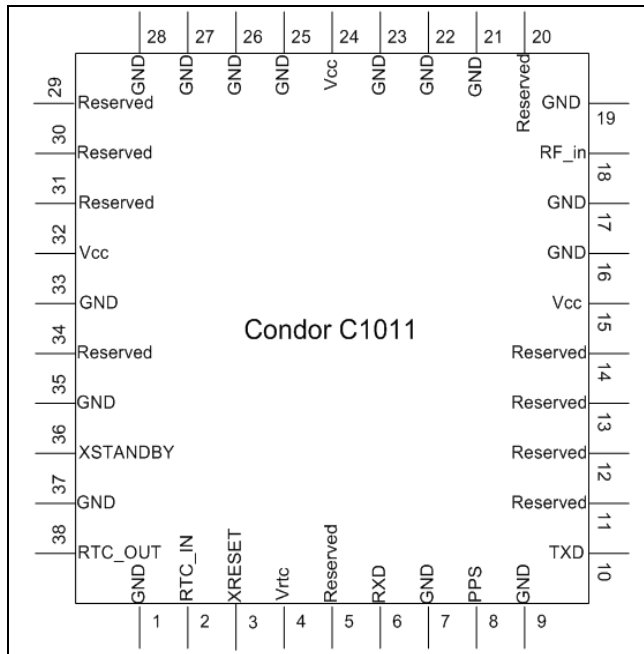 28 27 26 25 24 23 22 21 20
GND GND GND GND Vcc GND GND GND Reserved
29 Reserved
30 Reserved
31 Reserved
32 Vcc
33 GND
34 Reserved
35 GND
36 XSTANDBY
37 GND
38 RTC_OUT
Condor C1011
GND 19
RF_in 18
GND 17
GND 16
Vcc 15
Reserved 14
Reserved 13
Reserved 12
Reserved 11
TXD 10
GND RTC_IN XRESET Vrtc Reserved RXD GND PPS GND
1 2 3 4 5 6 7 8 9